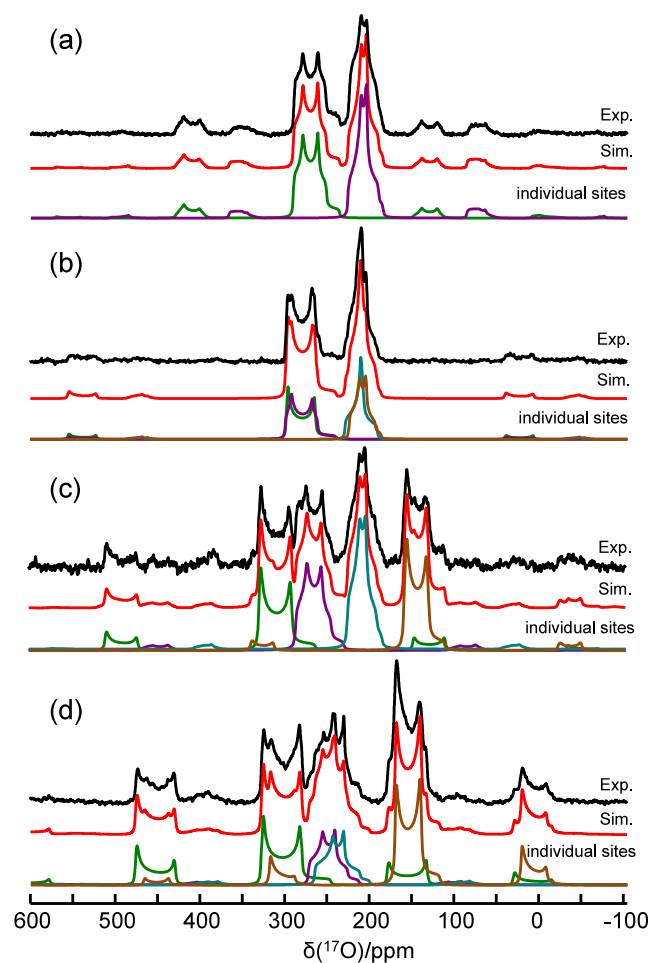 (a)
Exp.
Sim.
individual sites
(b)
Exp.
Sim.
individual sites
(c)
Exp.
Sim.
individual sites
(d)
Exp.
Sim.
individual sites
600 500 400 300 200 100 0 -100
δ(¹⁷O)/ppm